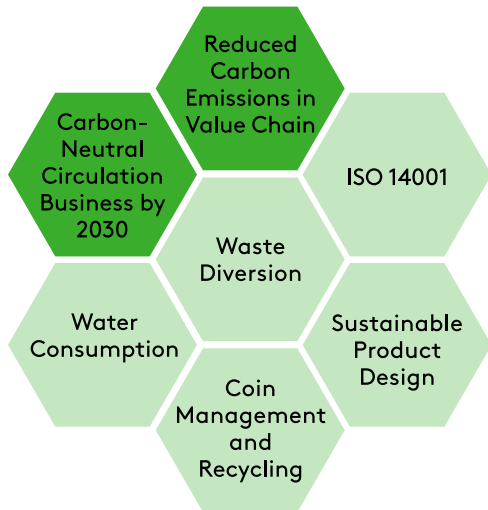 Reduced
Carbon
Emissions in
Value Chain
Carbon-
Neutral
Circulation
Business by
2030
ISO 14001
Waste
Diversion
Water
Consumption
Sustainable
Product
Design
Coin
Management
and
Recycling